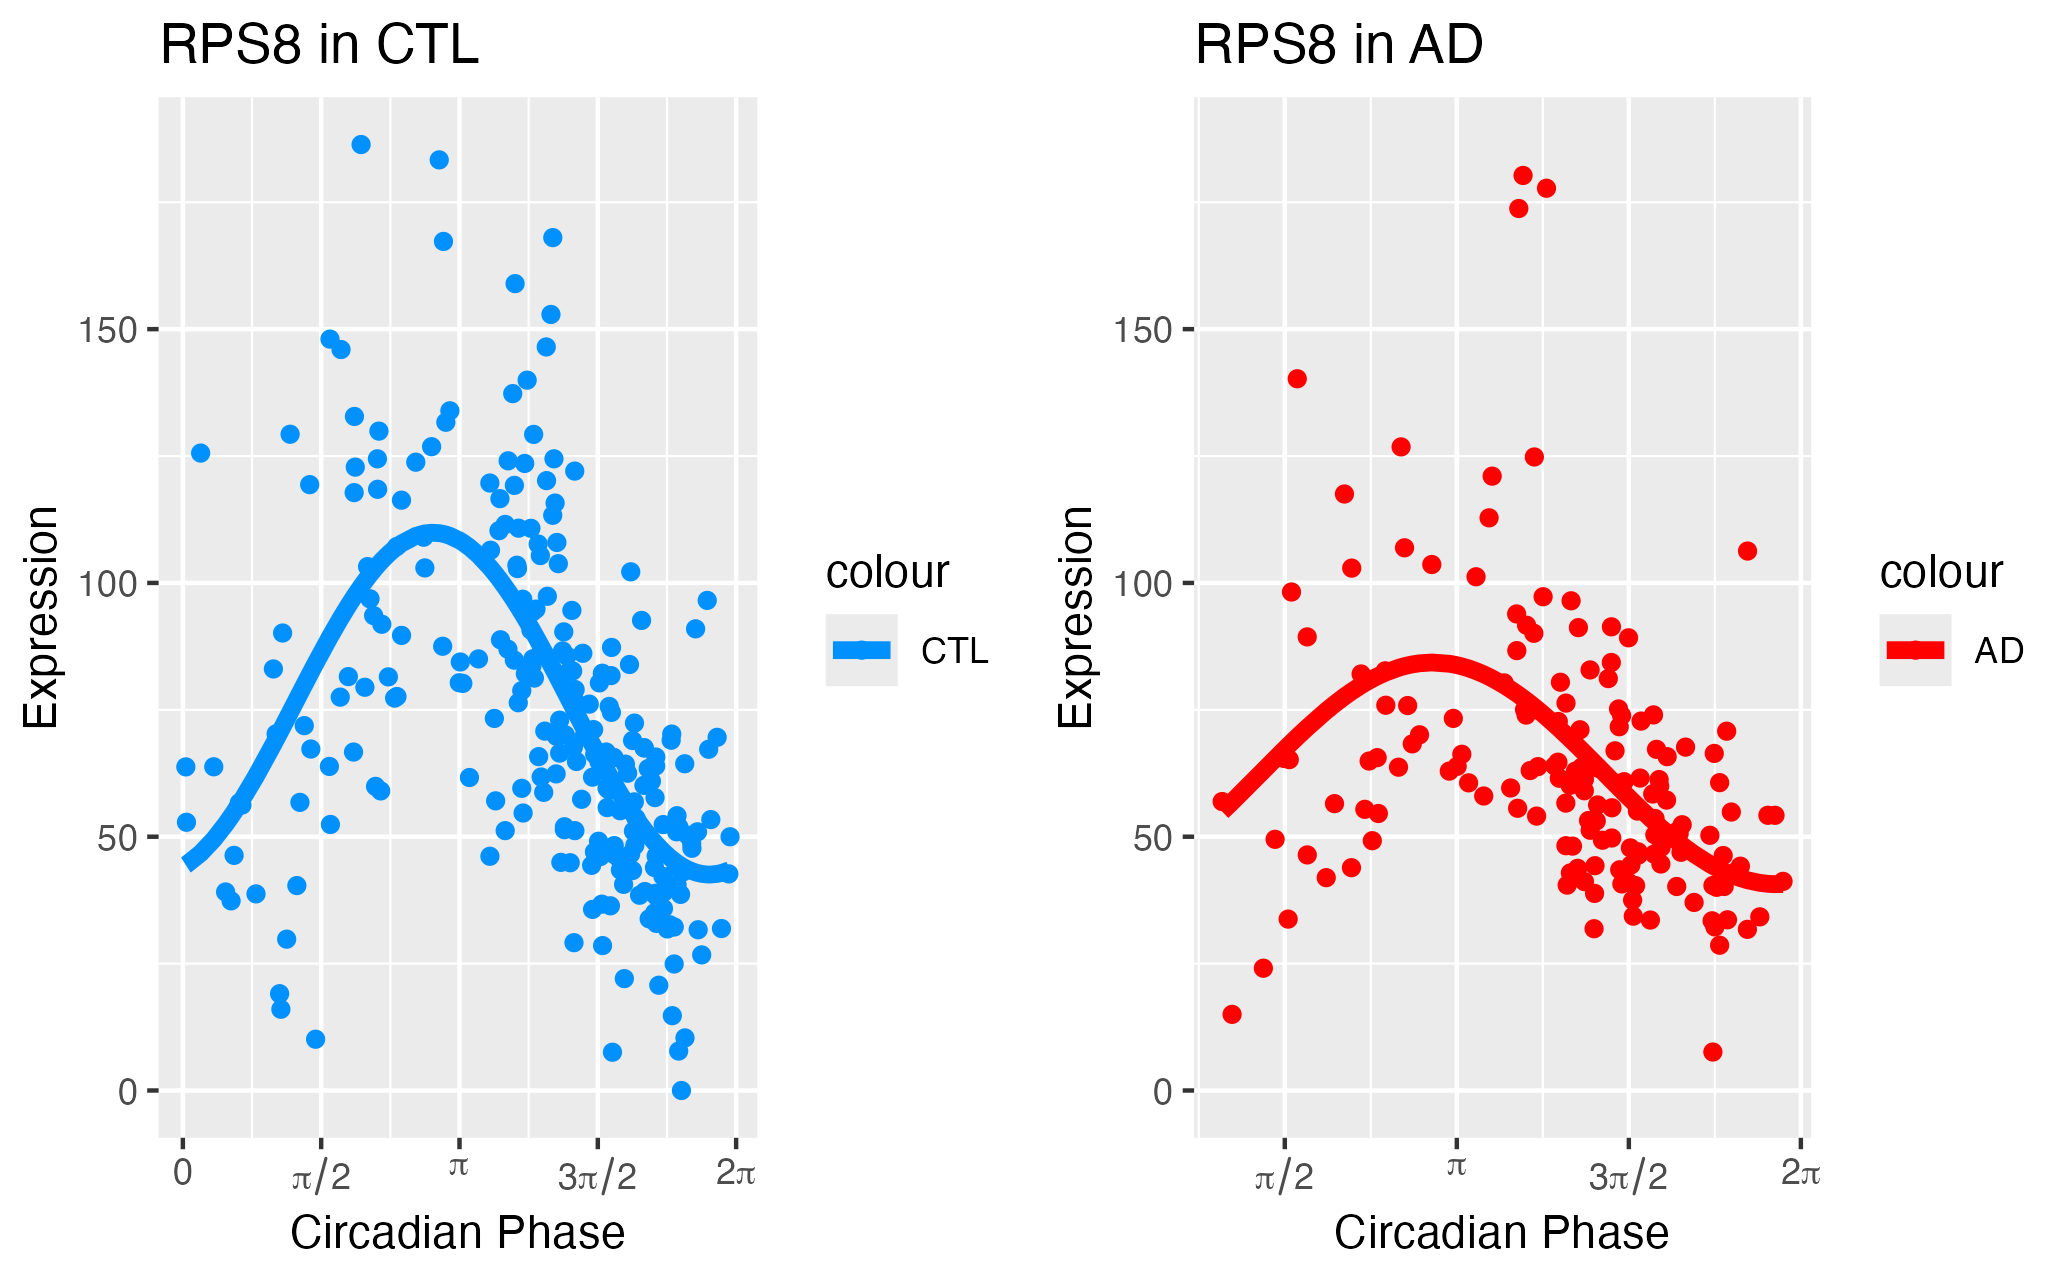 RPS8 in CTL
Expression
150
100
50
0
0 π/2 π 3π/2 2π
Circadian Phase
colour
CTL
RPS8 in AD
Expression
150
100
50
0
π/2 π 3π/2 2π
Circadian Phase
colour
AD